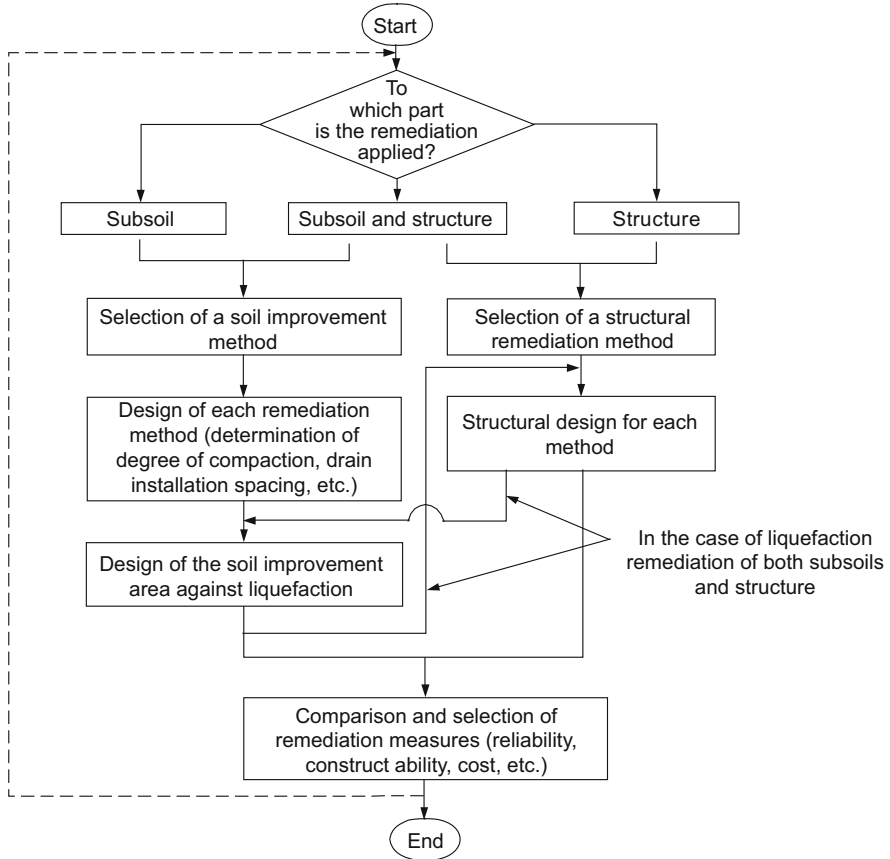 Start
To
which part
is the remediation
applied?
Subsoil
Subsoil and structure
Structure
Selection of a soil improvement
method
Selection of a structural
remediation method
Design of each remediation
method (determination of
degree of compaction, drain
installation spacing, etc.)
Structural design for each
method
Design of the soil improvement
area against liquefaction
In the case of liquefaction
remediation of both subsoils
and structure
Comparison and selection of
remediation measures (reliability,
construct ability, cost, etc.)
End